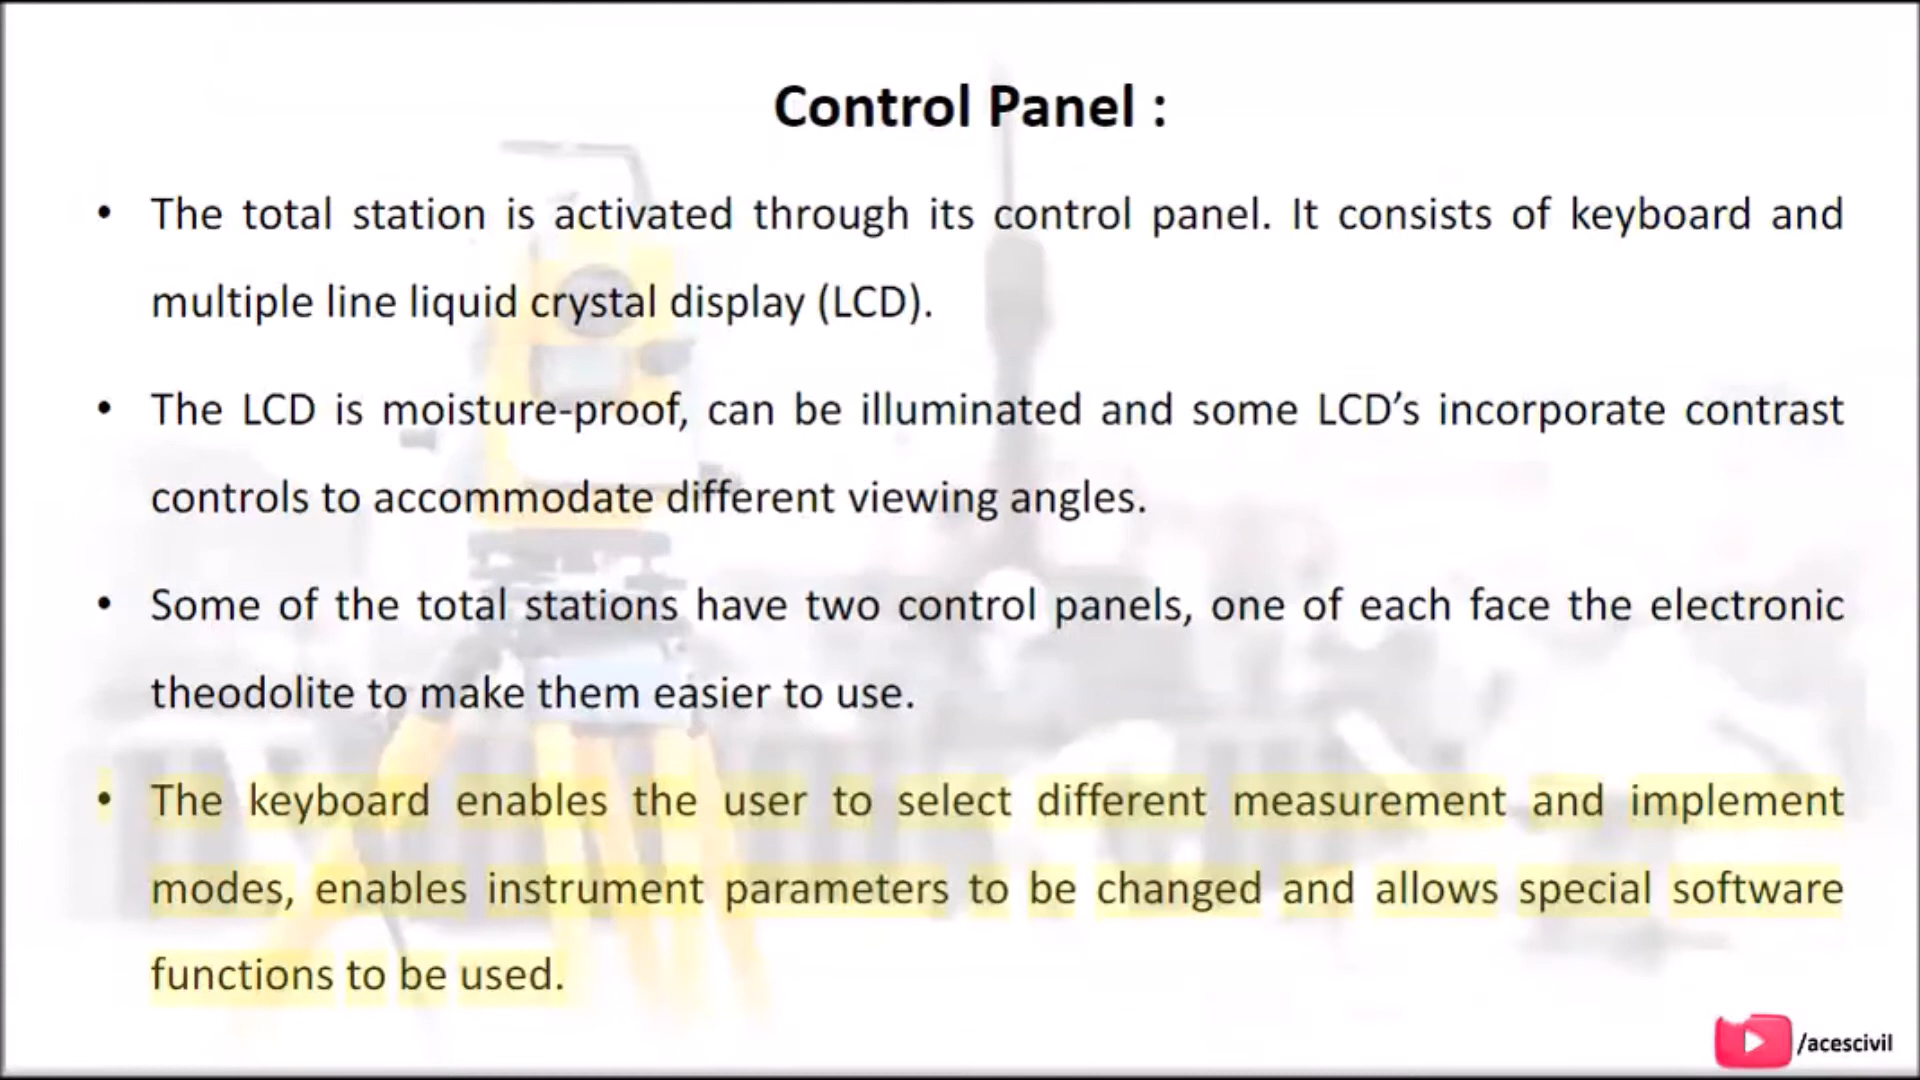 Control Panel :
• The total station is activated through its control panel. It consists of keyboard and
multiple line liquid crystal display (LCD).
• The LCD is moisture-proof, can be illuminated and some LCD’s incorporate contrast
controls to accommodate different viewing angles.
• Some of the total stations have two control panels, one of each face the electronic
theodolite to make them easier to use.
• The keyboard enables the user to select different measurement and implement
modes, enables instrument parameters to be changed and allows special software
functions to be used.
/acescivil